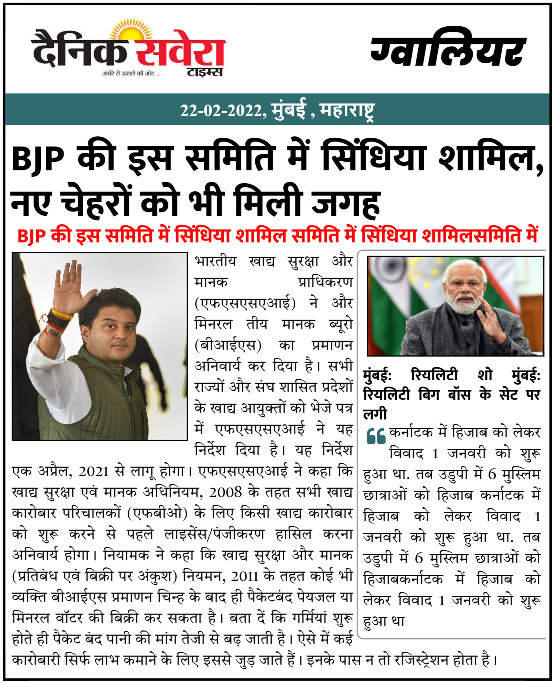 दैनिक सवेरा
टाइम्स
अंधेरे से उजाले की ओर...
ग्वालियर
22-02-2022, मुंबई , महाराष्ट्र
BJP की इस समिति में सिंधिया शामिल,
नए चेहरों को भी मिली जगह
BJP की इस समिति में सिंधिया शामिल समिति में सिंधिया शामिलसमिति में
भारतीय खाद्य सुरक्षा और
मानक प्राधिकरण
(एफएसएसएआई) ने और
मिनरल तीय मानक ब्यूरो
(बीआईएस) का प्रमाणन
अनिवार्य कर दिया है। सभी
राज्यों और संघ शासित प्रदेशों
के खाद्य आयुक्तों को भेजे पत्र
में एफएसएसएआई ने यह
निर्देश दिया है। यह निर्देश
एक अप्रैल, 2021 से लागू होगा। एफएसएसएआई ने कहा कि
खाद्य सुरक्षा एवं मानक अधिनियम, 2008 के तहत सभी खाद्य
कारोबार परिचालकों (एफबीओ) के लिए किसी खाद्य कारोबार
को शुरू करने से पहले लाइसेंस/पंजीकरण हासिल करना
अनिवार्य होगा। नियामक ने कहा कि खाद्य सुरक्षा और मानक
(प्रतिबंध एवं बिक्री पर अंकुश) नियमन, 2011 के तहत कोई भी
व्यक्ति बीआईएस प्रमाणन चिन्ह के बाद ही पैकेटबंद पेयजल या
मिनरल वॉटर की बिक्री कर सकता है। बता दें कि गर्मियां शुरू
होते ही पैकेट बंद पानी की मांग तेजी से बढ़ जाती है। ऐसे में कई
कारोबारी सिर्फ लाभ कमाने के लिए इससे जुड़ जाते हैं। इनके पास न तो रजिस्ट्रेशन होता है।
मुंबई: रियलिटी शो मुंबई:
रियलिटी बिग बॉस के सेट पर
लगी
कर्नाटक में हिजाब को लेकर
विवाद 1 जनवरी को शुरू
हुआ था. तब उडुपी में 6 मुस्लिम
छात्राओं को हिजाब कर्नाटक में
हिजाब को लेकर विवाद 1
जनवरी को शुरू हुआ था. तब
उडुपी में 6 मुस्लिम छात्राओं को
हिजाबकर्नाटक में हिजाब को
लेकर विवाद 1 जनवरी को शुरू
हुआ था